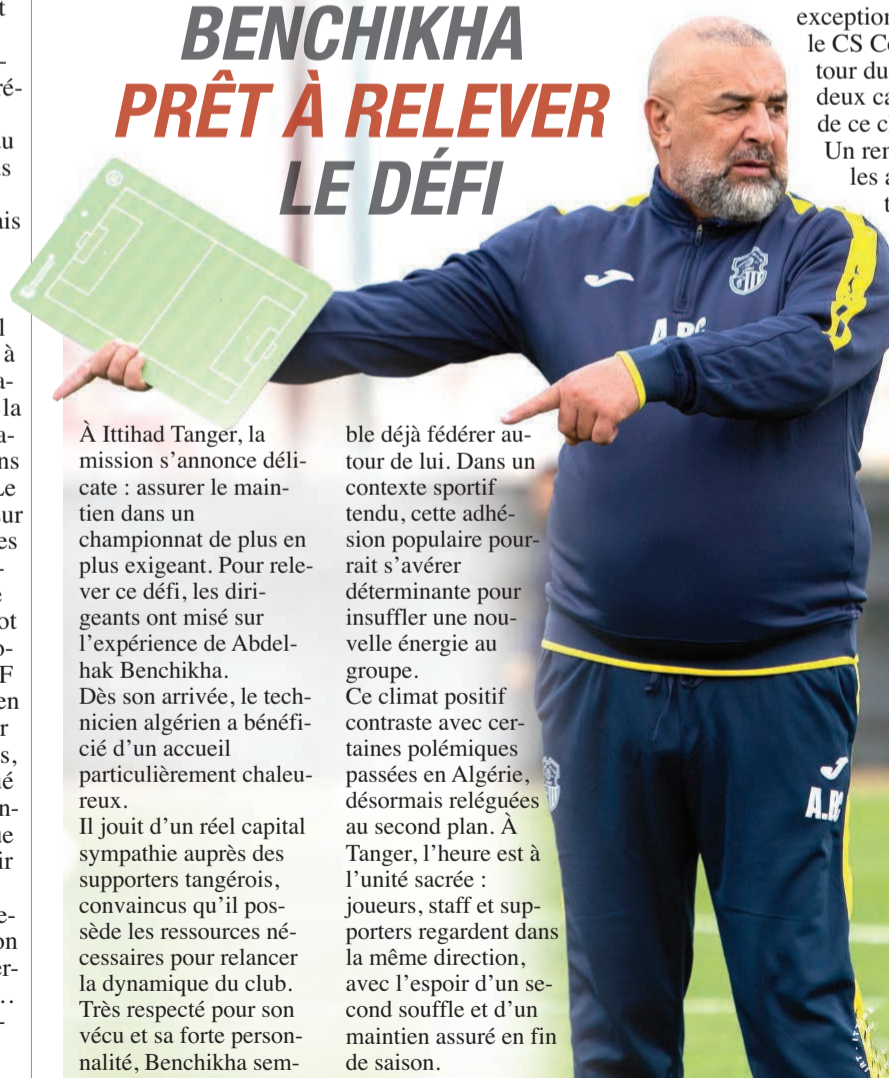 BENCHIKHA
PRÊT À RELEVER
LE DÉFI
À Ittihad Tanger, la
mission s’annonce déli-
cate : assurer le main-
tien dans un
championnat de plus en
plus exigeant. Pour rele-
ver ce défi, les diri-
geants ont misé sur
l’expérience de Abdel-
hak Benchikha.
Dès son arrivée, le tech-
nicien algérien a bénéfi-
cié d’un accueil
particulièrement chaleu-
reux.
Il jouit d’un réel capital
sympathie auprès des
supporters tangérois,
convaincus qu’il pos-
sède les ressources né-
cessaires pour relancer
la dynamique du club.
Très respecté pour son
vécu et sa forte person-
nalité, Benchikha sem-
ble déjà fédérer au-
tour de lui. Dans un
contexte sportif
tendu, cette adhé-
sion populaire pour-
rait s’avérer
déterminante pour
insuffler une nou-
velle énergie au
groupe.
Ce climat positif
contraste avec cer-
taines polémiques
passées en Algérie,
désormais reléguées
au second plan. À
Tanger, l’heure est à
l’unité sacrée :
joueurs, staff et sup-
porters regardent dans
la même direction,
avec l’espoir d’un se-
cond souffle et d’un
maintien assuré en fin
de saison.
exception
le CS C
tour du
deux ca
de ce c
Un ren
les a
A.BC